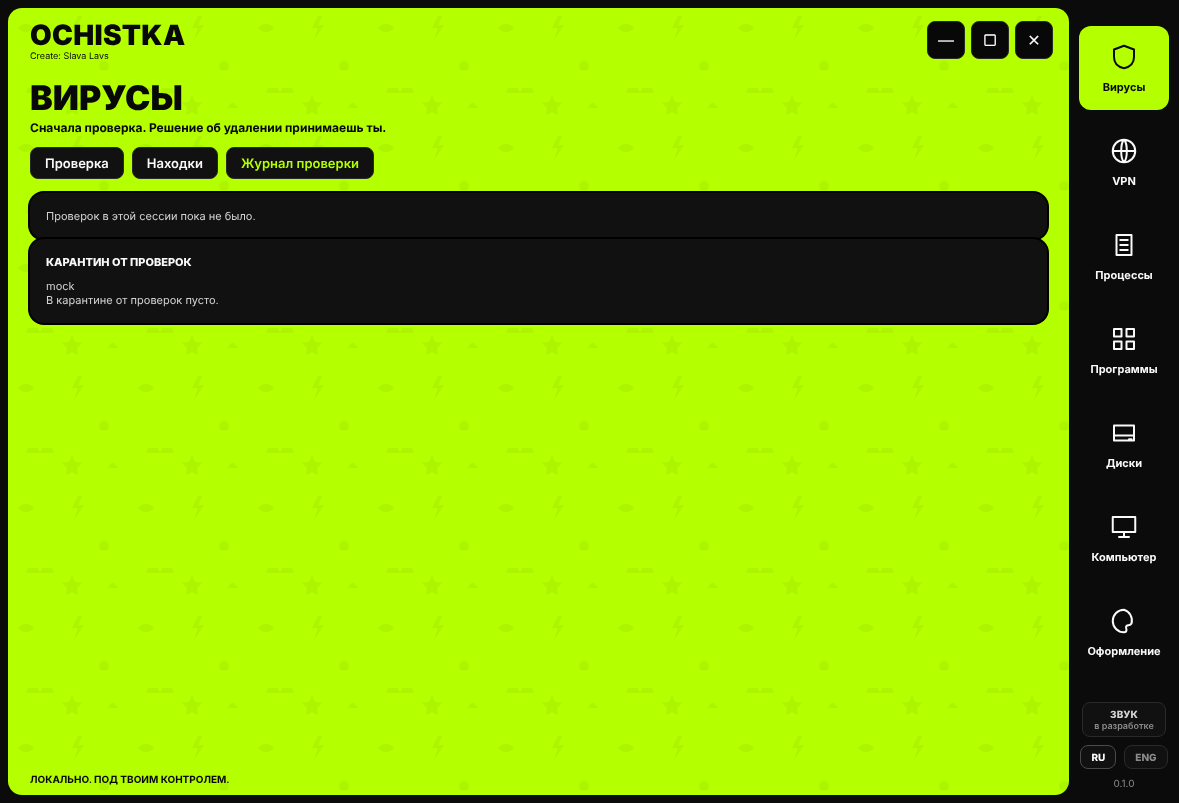 OCHISTKA
Create: Slava Lavs
ВИРУСЫ
Сначала проверка. Решение об удалении принимаешь ты.
Проверка
Находки
Журнал проверки
Проверок в этой сессии пока не было.
КАРАНТИН ОТ ПРОВЕРОК
mock
В карантине от проверок пусто.
ЛОКАЛЬНО. ПОД ТВОИМ КОНТРОЛЕМ.
Вирусы
VPN
Процессы
Программы
Диски
Компьютер
Оформление
ЗВУК
в разработке
RU
ENG
0.1.0